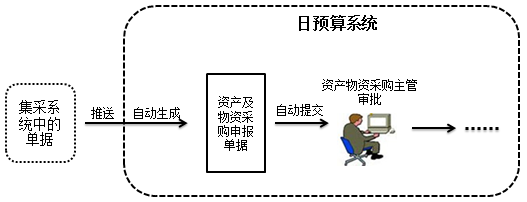 日预算系统
集采系
统中的
单据
推送
自动生成
资产及
物资采
购申报
单据
自动提交
资产物资采购主管
审批
……